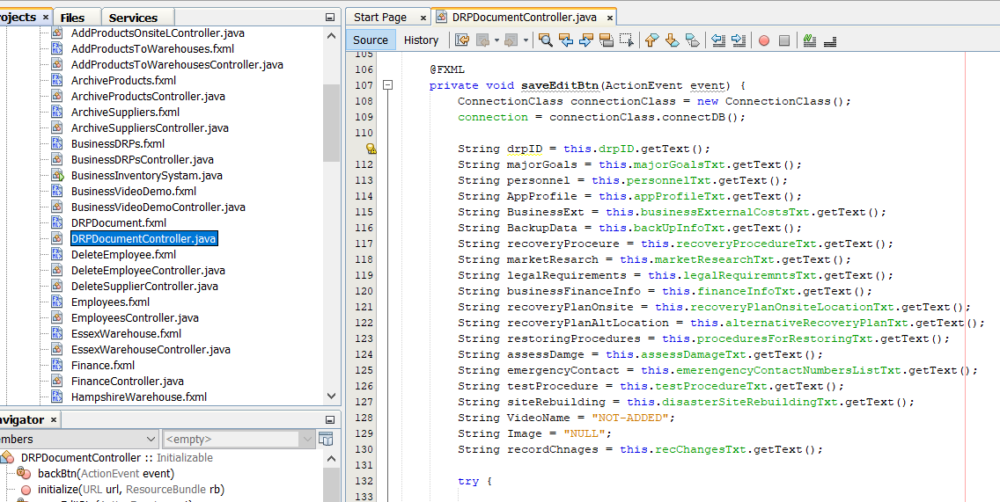 rojects × Files Services
AddProductsOnsiteLController.java
AddProductsToWarehouses.fxml
AddProductsToWarehousesController.java
ArchiveProducts.fxml
ArchiveProductsController.java
ArchiveSuppliers.fxml
ArchiveSuppliersController.java
BusinessDRPs.fxml
BusinessDRPsController.java
BusinessInventorySystam.java
BusinessVideoDemo.fxml
BusinessVideoDemoController.java
DRPDocument.fxml
DRPDocumentController.java
DeleteEmployee.fxml
DeleteEmployeeController.java
DeleteSupplierController.java
Employees.fxml
EmployeesController.java
EssexWarehouse.fxml
EssexWarehouseController.java
Finance.fxml
FinanceController.java
HampshireWarehouse.fxml
avigator ×
embers <empty>
DRPDocumentController :: Initializable
backBtn(ActionEvent event)
initialize(URL url, ResourceBundle rb)
Start Page × DRPDocumentController.java ×
Source History
105
106 @FXML
107 private void saveEditBtn(ActionEvent event) {
108 ConnectionClass connectionClass = new ConnectionClass();
109 connection = connectionClass.connectDB();
110
String drpID = this.drpID.getText();
112 String majorGoals = this.majorGoalsTxt.getText();
113 String personnel = this.personnelTxt.getText();
114 String AppProfile = this.appProfileTxt.getText();
115 String BusinessExt = this.businessExternalCostsTxt.getText();
116 String BackupData = this.backUpInfoTxt.getText();
117 String recoveryProceure = this.recoveryProcedureTxt.getText();
118 String marketResarch = this.marketResearchTxt.getText();
119 String legalRequirements = this.legalRequiremntsTxt.getText();
120 String businessFinanceInfo = this.financeInfoTxt.getText();
121 String recoveryPlanOnsite = this.recoveryPlanOnsiteLocationTxt.getText();
122 String recoveryPlanAltLocation = this.alternativeRecoveryPlanTxt.getText();
123 String restoringProcedures = this.proceduresForRestoringTxt.getText();
124 String assessDamge = this.assessDamageTxt.getText();
125 String emergencyContact = this.emerengencyContactNumbersListTxt.getText();
126 String testProcedure = this.testProcedureTxt.getText();
127 String siteRebuilding = this.disasterSiteRebuildingTxt.getText();
128 String VideoName = "NOT-ADDED";
129 String Image = "NULL";
130 String recordChnages = this.recChangesTxt.getText();
131
132 try {
133